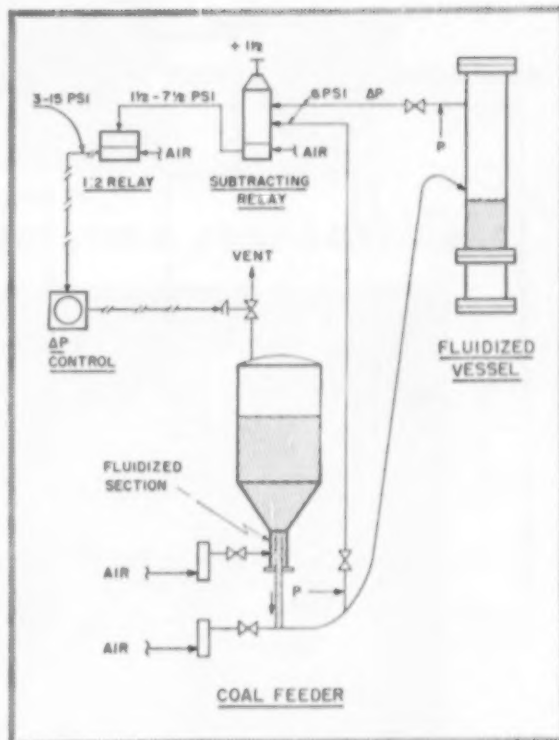 + 1½
3-15 PSI
1½ - 7½ PSI
6 PSI ΔP
AIR
AIR
P
1:2 RELAY
SUBTRACTING
RELAY
VENT
ΔP
CONTROL
FLUIDIZED
VESSEL
FLUIDIZED
SECTION
AIR
P
AIR
COAL FEEDER